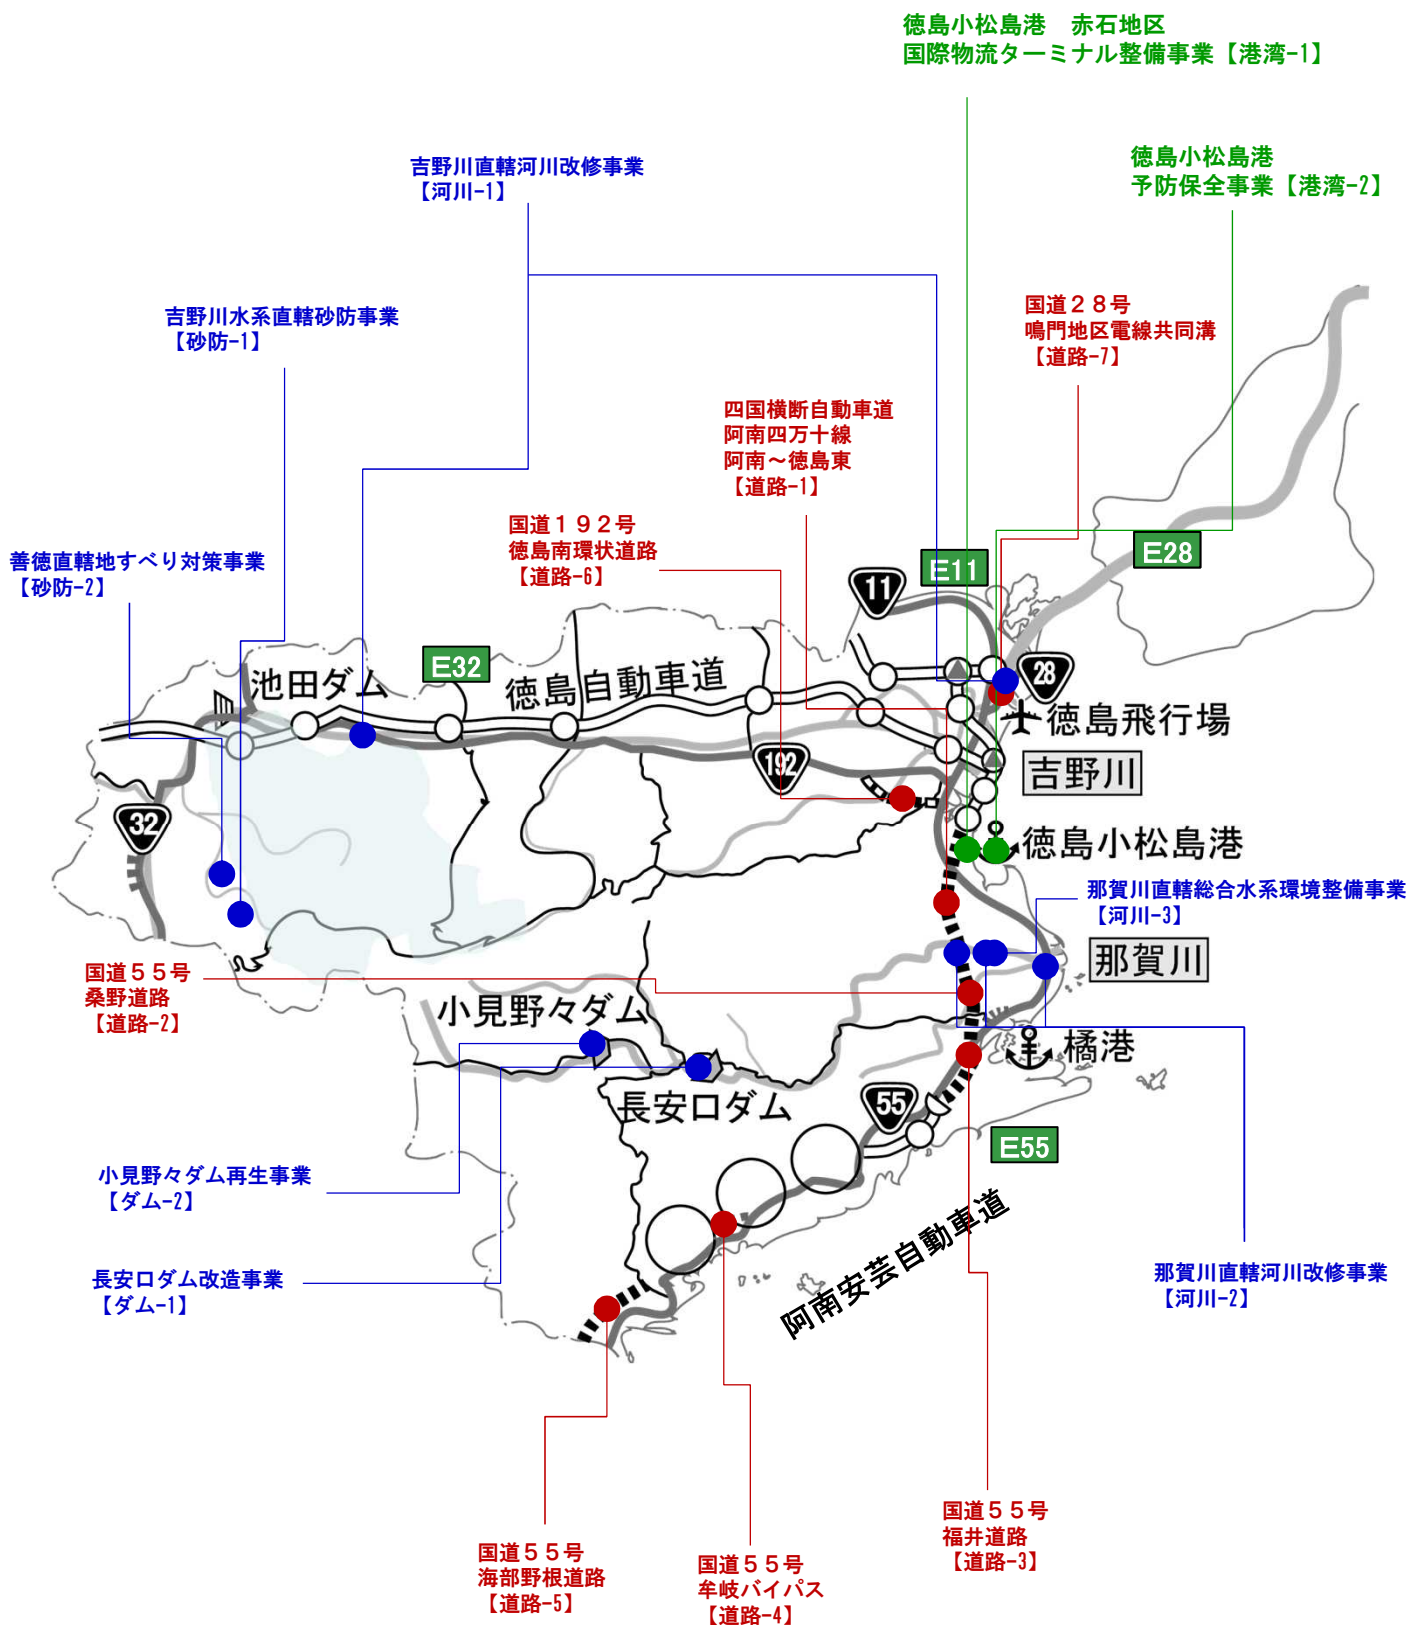 徳島小松島港　赤石地区
国際物流ターミナル整備事業【港湾-1】
徳島小松島港
予防保全事業【港湾-2】
吉野川直轄河川改修事業
【河川-1】
国道２８号
鳴門地区電線共同溝
【道路-7】
吉野川水系直轄砂防事業
【砂防-1】
四国横断自動車道
阿南四万十線
阿南～徳島東
【道路-1】
国道１９２号
徳島南環状道路
【道路-6】
善徳直轄地すべり対策事業
【砂防-2】
E11
E28
11
E32
池田ダム
徳島自動車道
28
徳島飛行場
192
吉野川
32
徳島小松島港
那賀川直轄総合水系環境整備事業
【河川-3】
那賀川
国道５５号
桑野道路
【道路-2】
小見野々ダム
橘港
長安口ダム
55
E55
小見野々ダム再生事業
【ダム-2】
阿南安芸自動車道
長安口ダム改造事業
【ダム-1】
那賀川直轄河川改修事業
【河川-2】
国道５５号
福井道路
【道路-3】
国道５５号
海部野根道路
【道路-5】
国道５５号
牟岐バイパス
【道路-4】